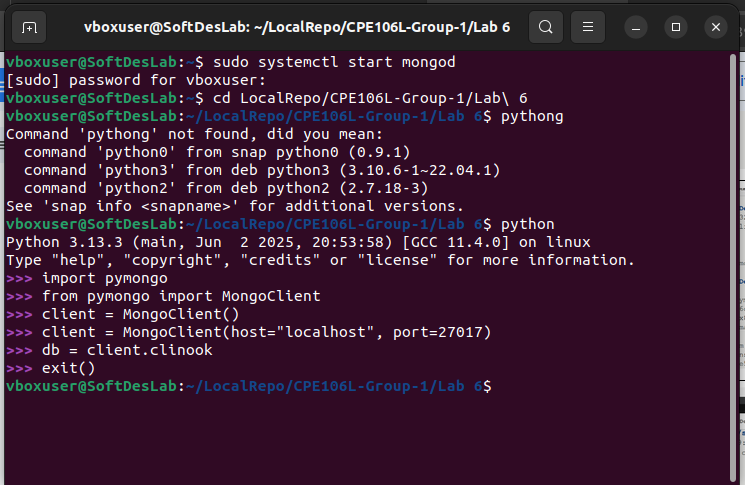 vboxuser@SoftDesLab: ~/LocalRepo/CPE106L-Group-1/Lab 6
vboxuser@SoftDesLab:~$ sudo systemctl start mongod
[sudo] password for vboxuser:
vboxuser@SoftDesLab:~$ cd LocalRepo/CPE106L-Group-1/Lab\ 6
vboxuser@SoftDesLab:~/LocalRepo/CPE106L-Group-1/Lab 6$ pythong
Command 'pythong' not found, did you mean:
  command 'python0' from snap python0 (0.9.1)
  command 'python3' from deb python3 (3.10.6-1~22.04.1)
  command 'python2' from deb python2 (2.7.18-3)
See 'snap info <snapname>' for additional versions.
vboxuser@SoftDesLab:~/LocalRepo/CPE106L-Group-1/Lab 6$ python
Python 3.13.3 (main, Jun  2 2025, 20:53:58) [GCC 11.4.0] on linux
Type "help", "copyright", "credits" or "license" for more information.
>>> import pymongo
>>> from pymongo import MongoClient
>>> client = MongoClient()
>>> client = MongoClient(host="localhost", port=27017)
>>> db = client.clinook
>>> exit()
vboxuser@SoftDesLab:~/LocalRepo/CPE106L-Group-1/Lab 6$